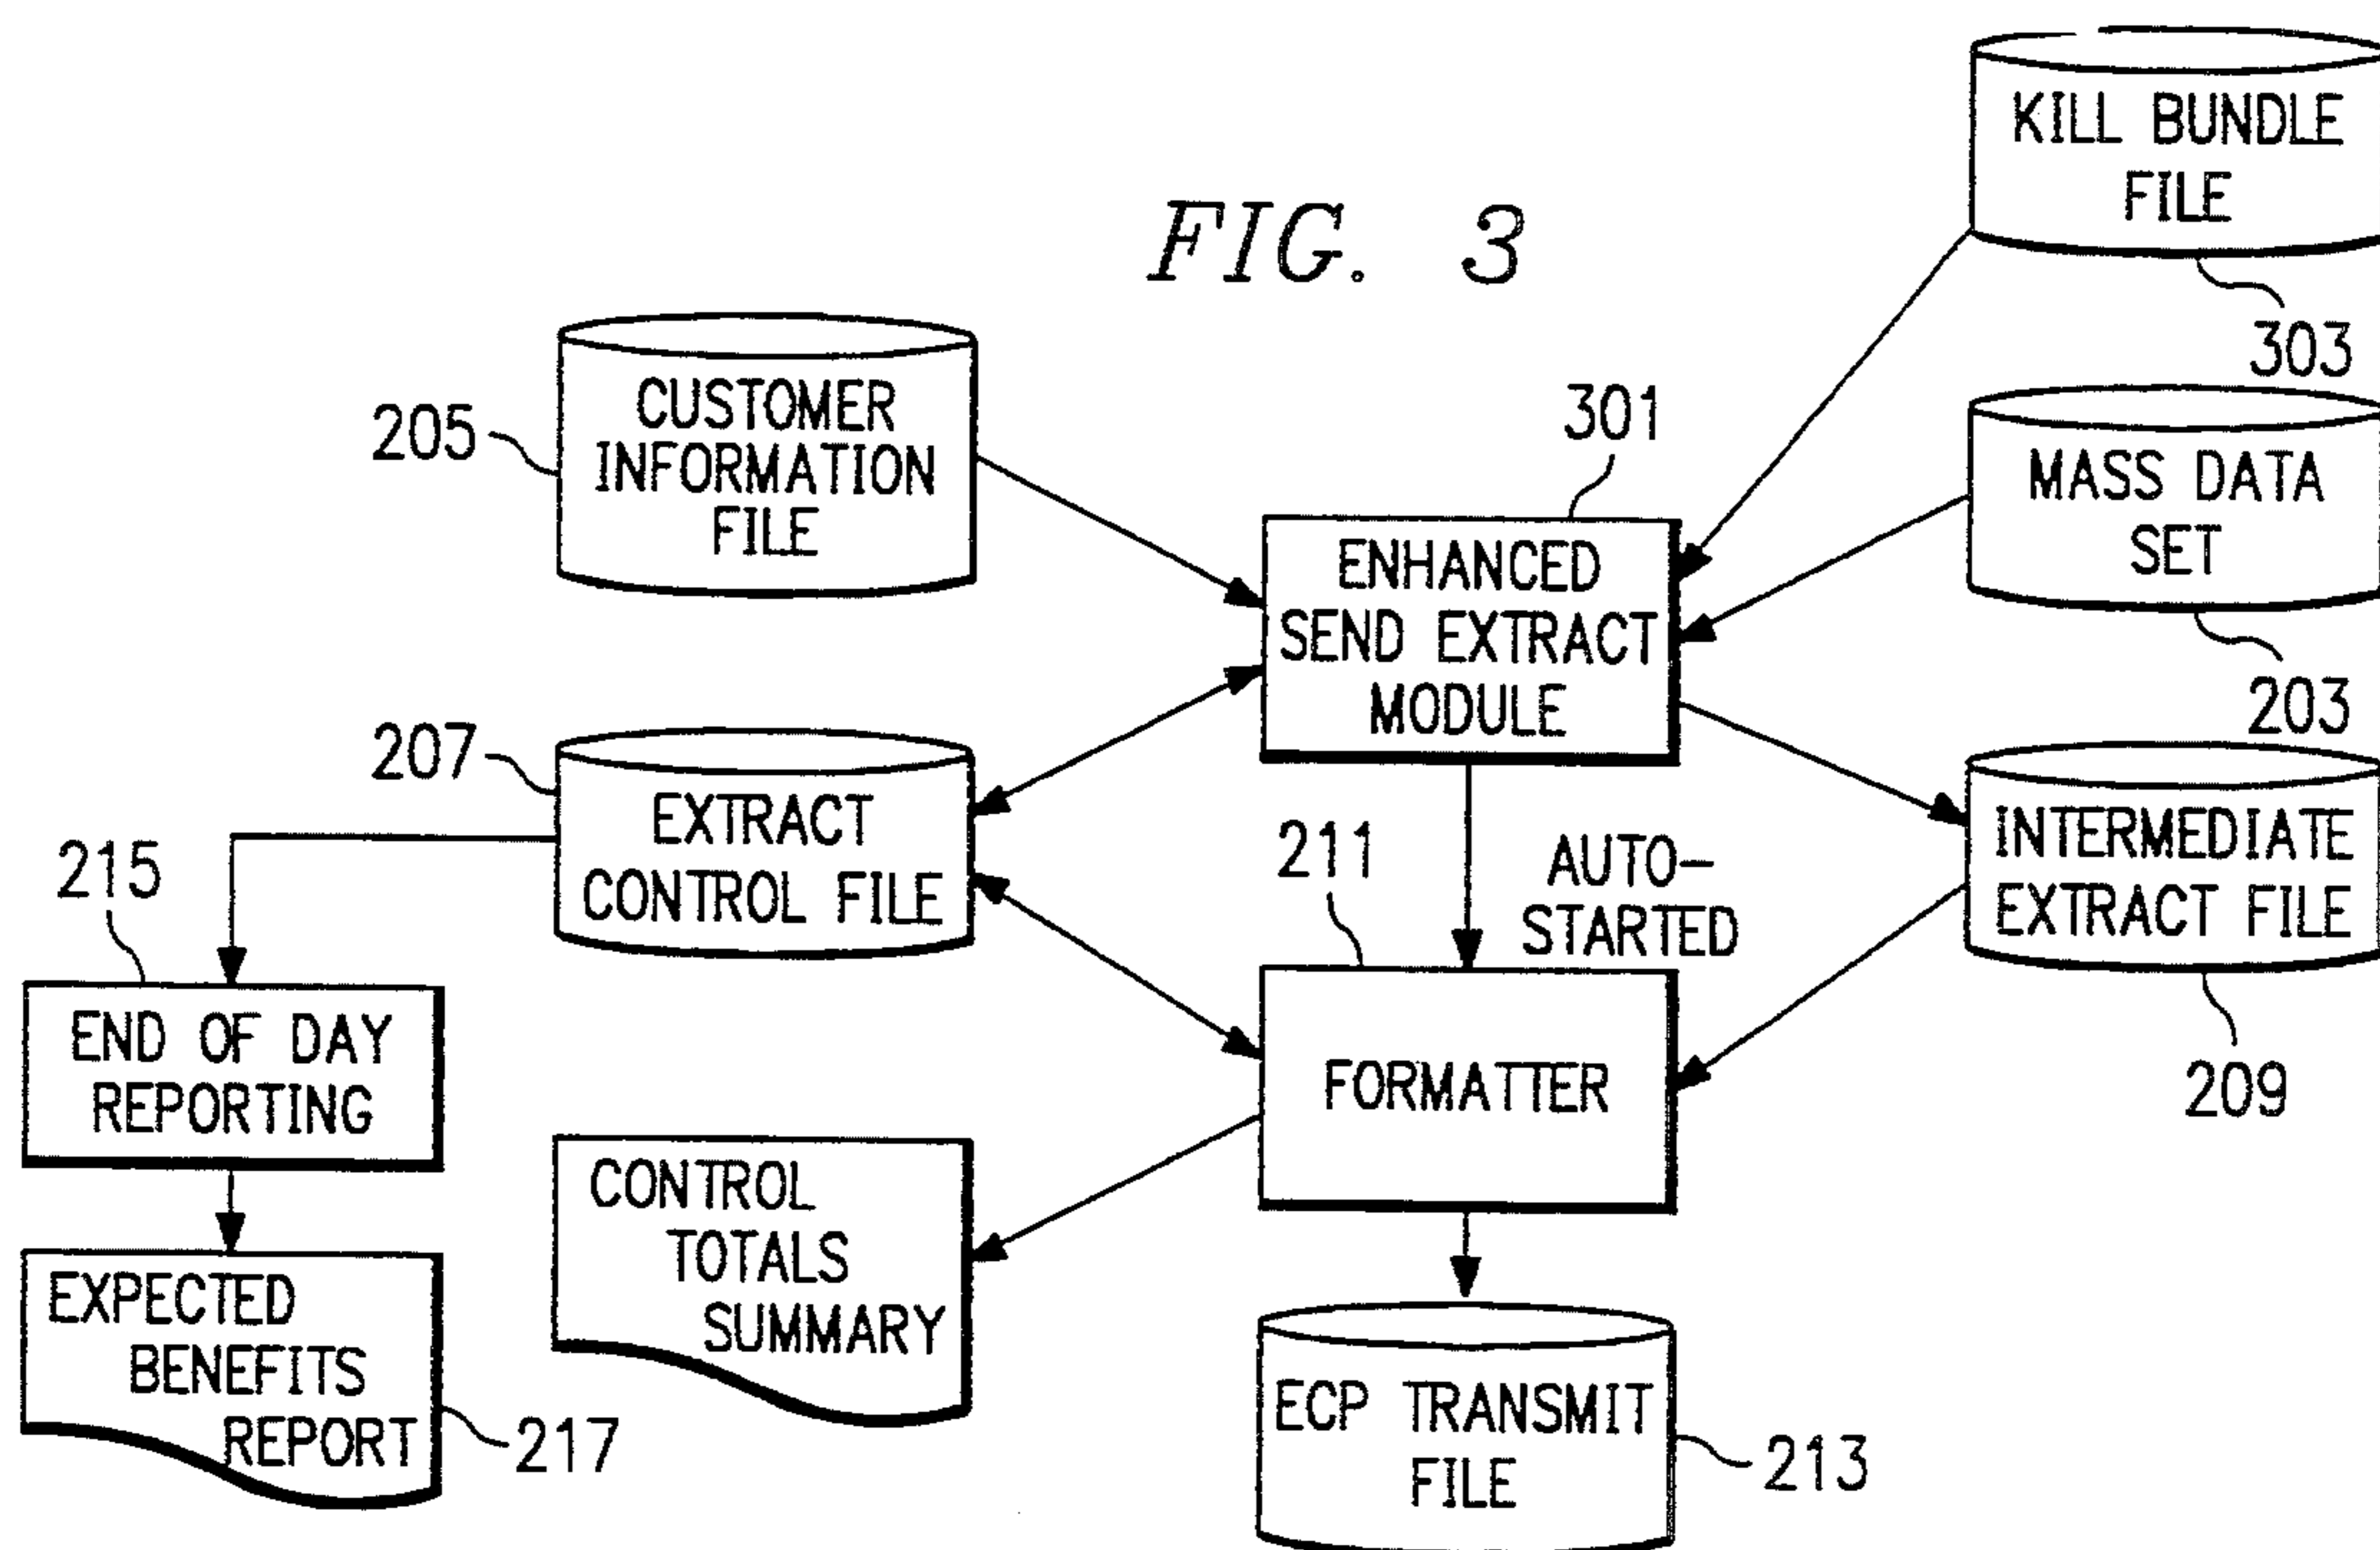 KILL BUNDLE
FILE
303
FIG. 3
CUSTOMER
INFORMATION
FILE
205
301
ENHANCED
SEND EXTRACT
MODULE
MASS DATA
SET
203
207
EXTRACT
CONTROL FILE
211
AUTO-
STARTED
INTERMEDIATE
EXTRACT FILE
209
215
END OF DAY
REPORTING
FORMATTER
CONTROL
TOTALS
SUMMARY
EXPECTED
BENEFITS
REPORT
217
ECP TRANSMIT
FILE
213